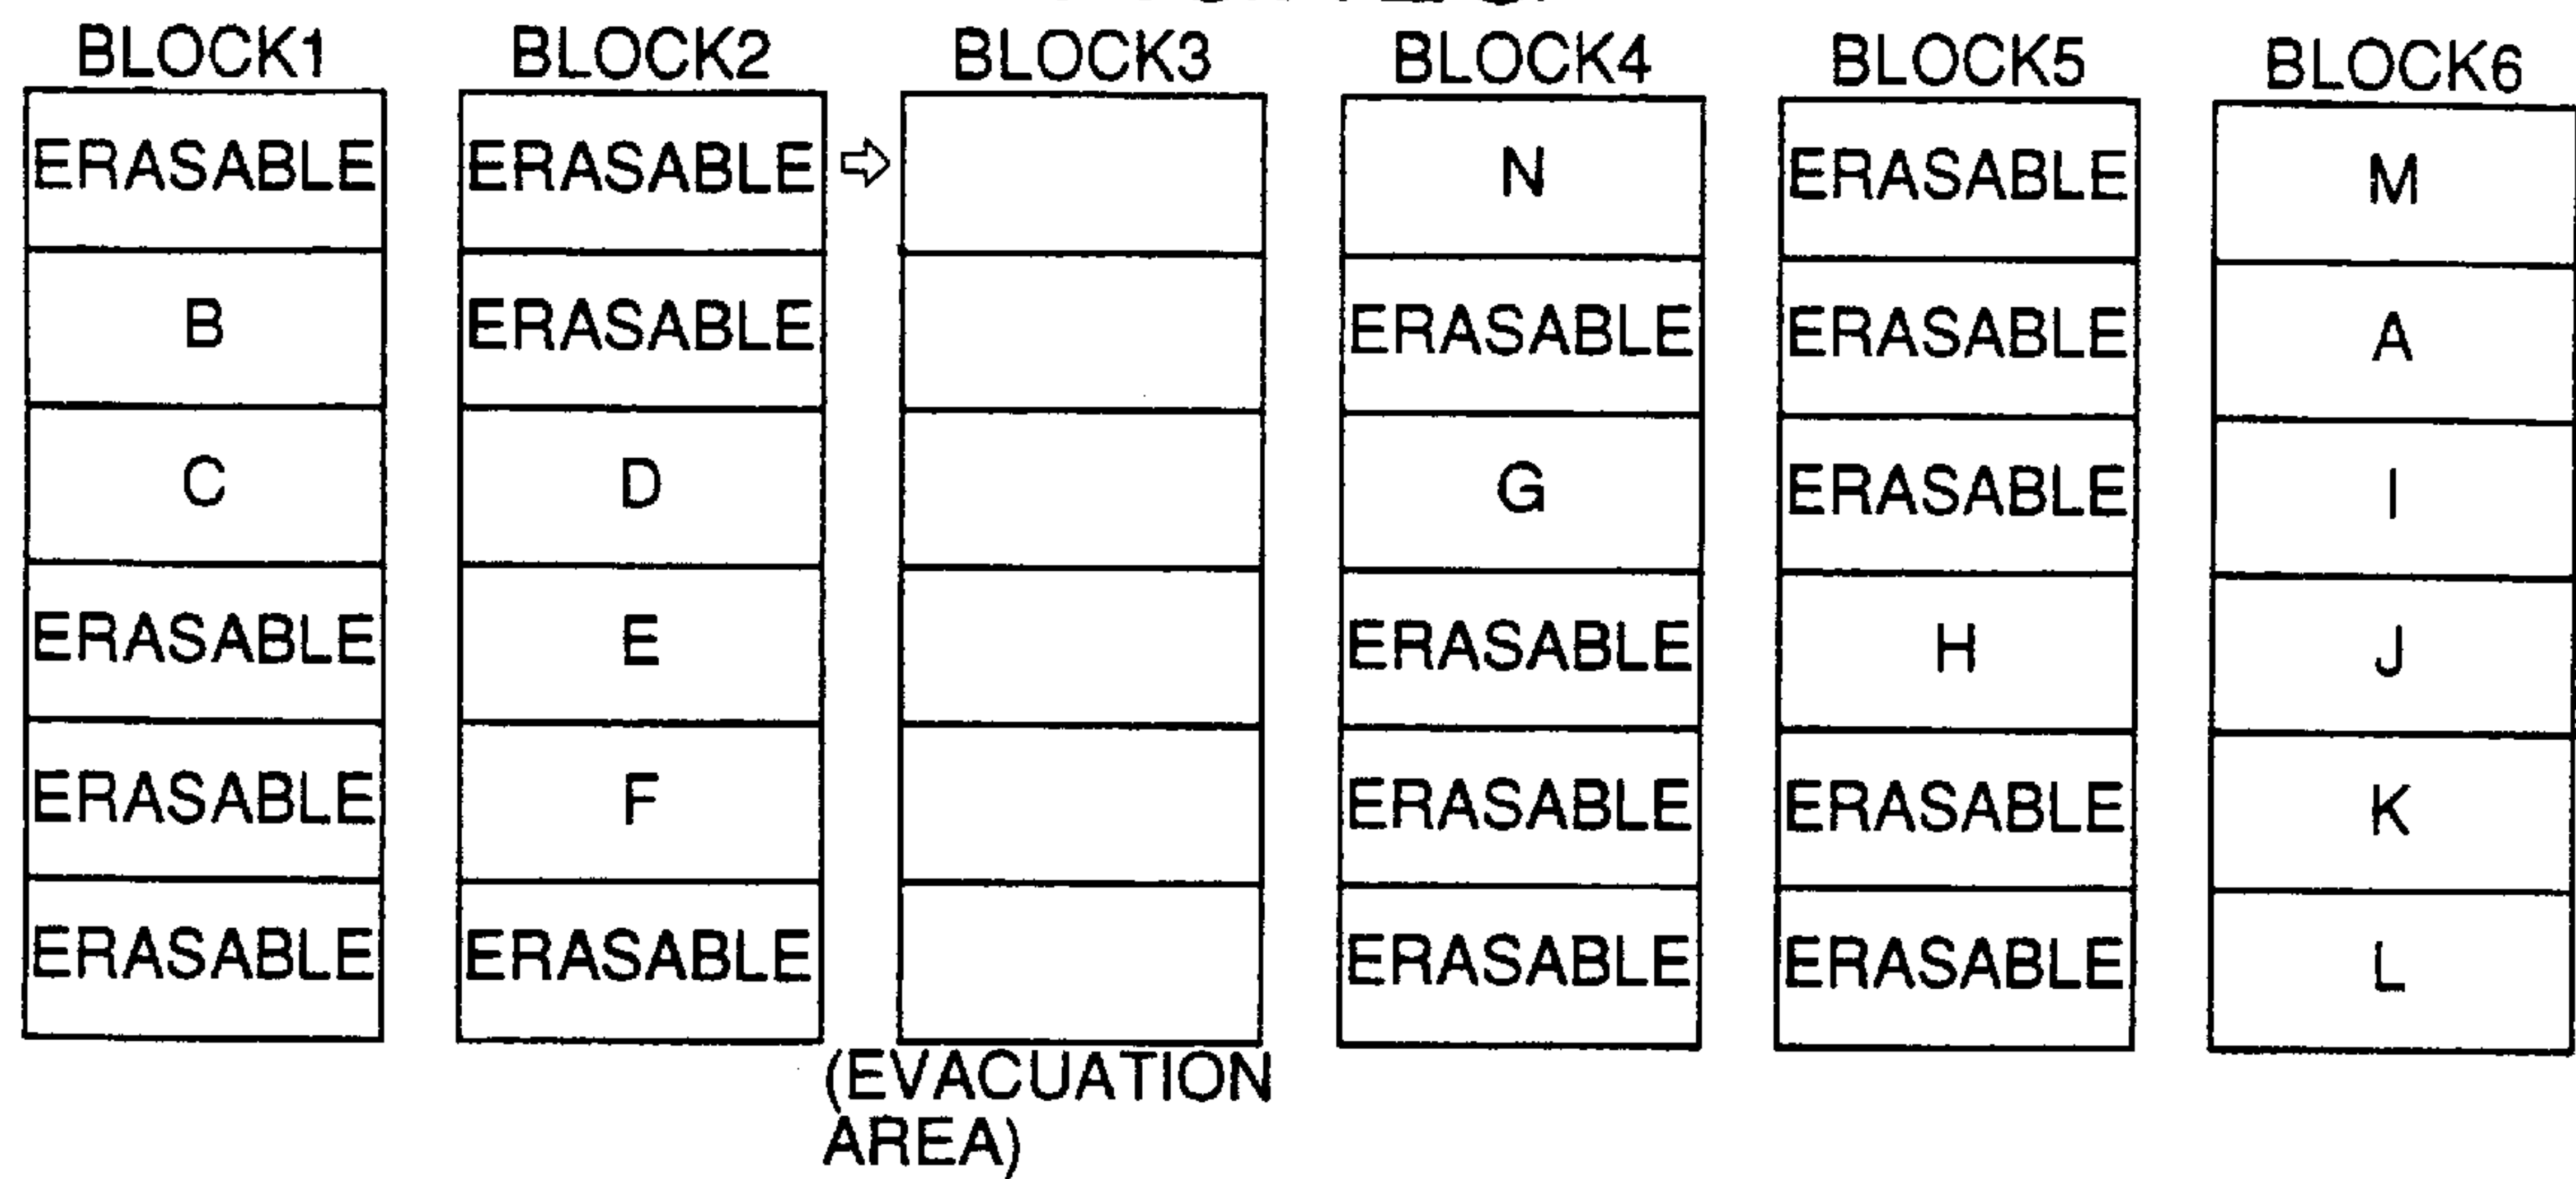 BLOCK1 BLOCK2 BLOCK3 BLOCK4 BLOCK5 BLOCK6
ERASABLE ERASABLE N ERASABLE M
B ERASABLE ERASABLE ERASABLE A
C D G ERASABLE I
ERASABLE E ERASABLE H J
ERASABLE F ERASABLE ERASABLE K
ERASABLE ERASABLE ERASABLE ERASABLE L
(EVACUATION
AREA)